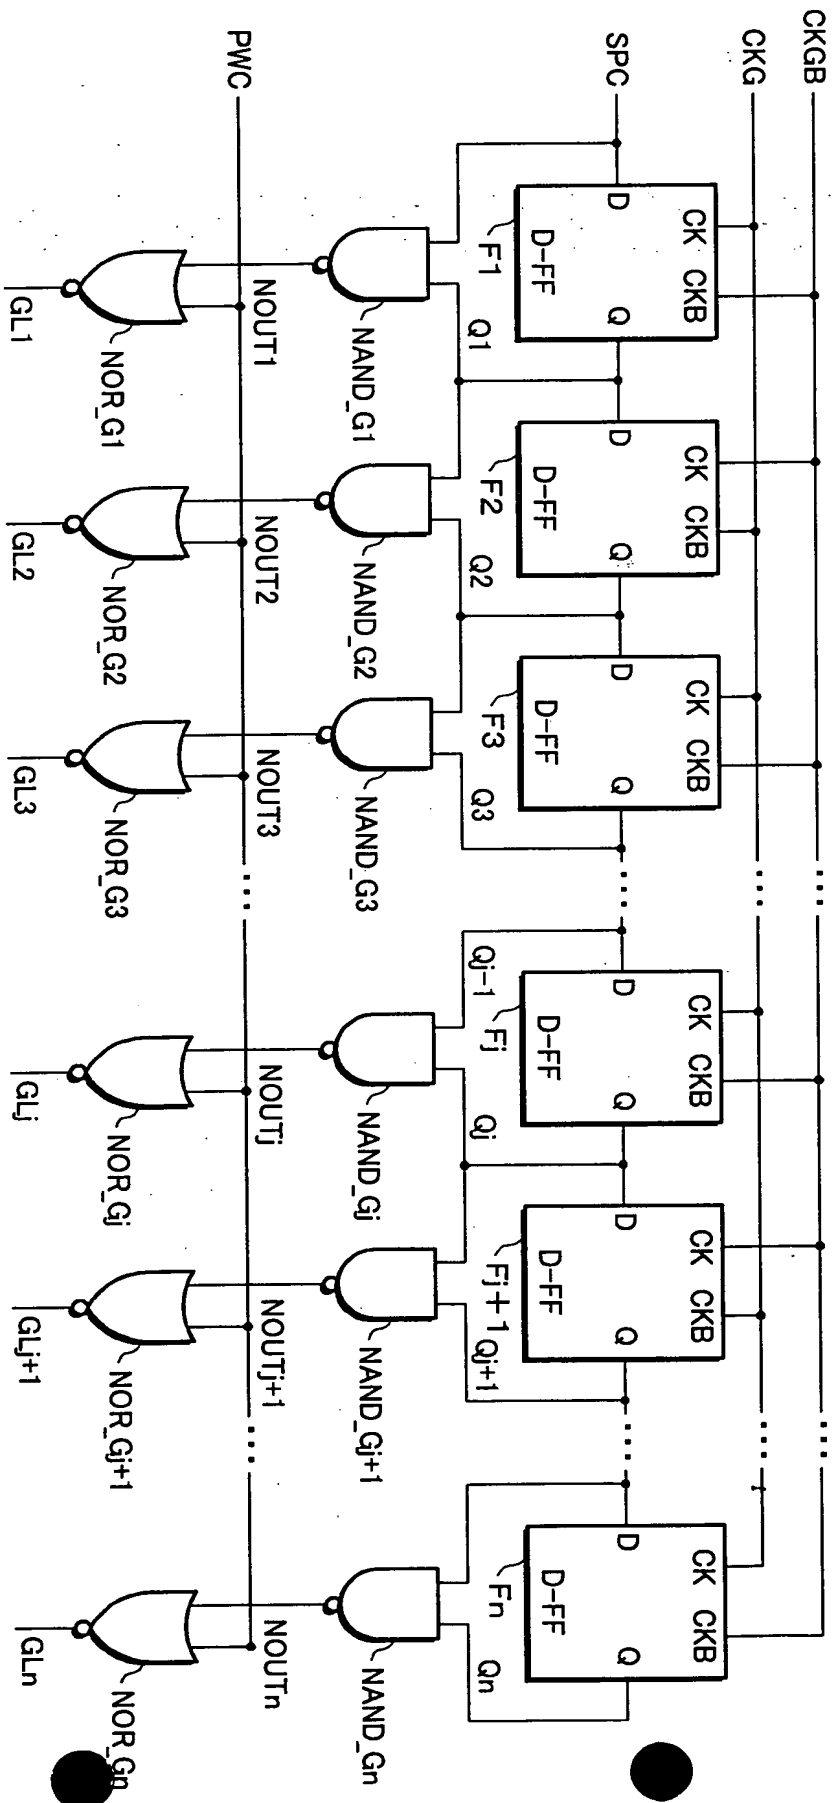 CKGB
CKG
SPC
PWC
CK CKB
D D-FF Q
F1
CK CKB
D D-FF Q
F2
CK CKB
D D-FF Q
F3
CK CKB
D D-FF Q
Fj
CK CKB
D D-FF Q
Fj+1
CK CKB
D D-FF Q
Fn
Q1
Q2
Q3
Qj-1
Qj
Qj+1
Qn
NAND_G1
NAND_G2
NAND_G3
NAND_Gj
NAND_Gj+1
NAND_Gn
NOUT1
NOUT2
NOUT3
NOUTj
NOUTj+1
NOUTn
NOR_G1
NOR_G2
NOR_G3
NOR_Gj
NOR_Gj+1
NOR_Gn
GL1
GL2
GL3
GLj
GLj+1
GLn